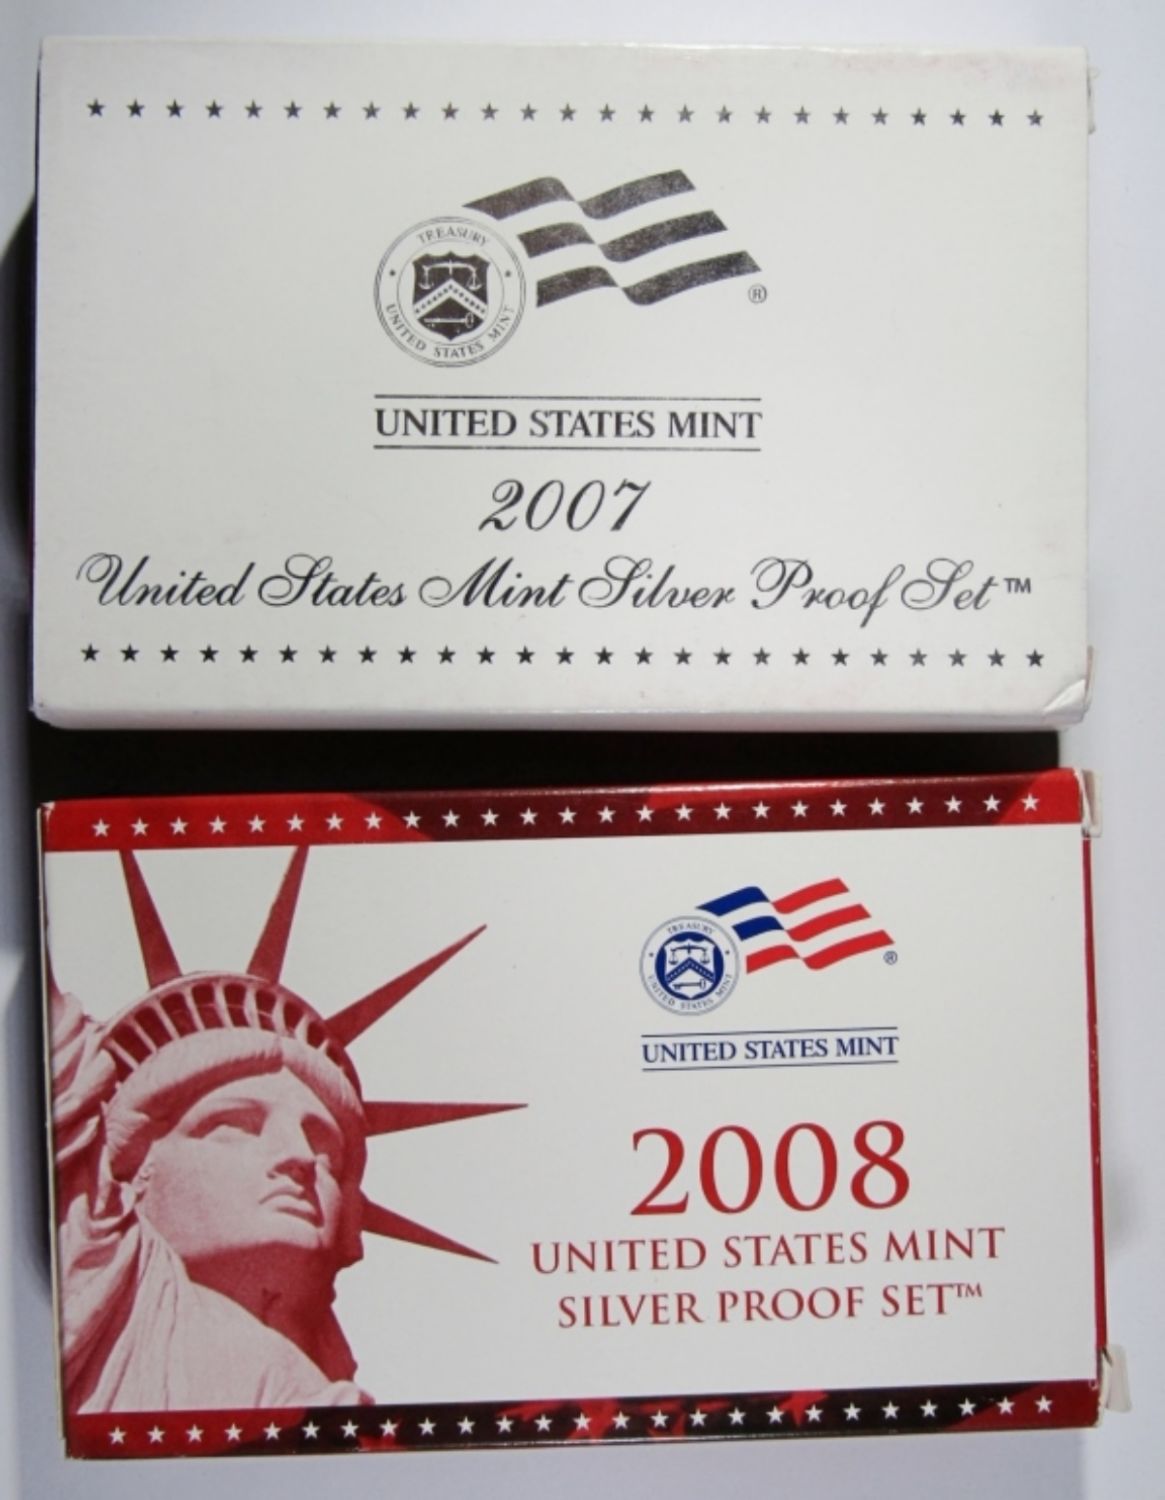 TREASURY
UNITED STATES MINT
®
UNITED STATES MINT
2007
United States Mint Silver Proof Set™
TREASURY
UNITED STATES MINT
®
UNITED STATES MINT
2008
UNITED STATES MINT
SILVER PROOF SET™